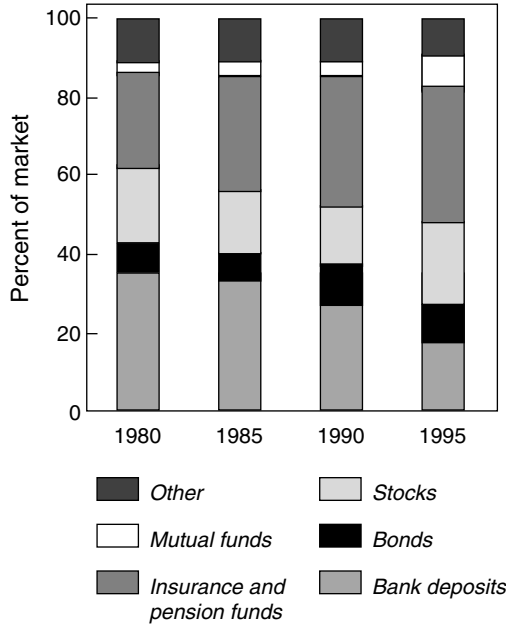 100
80
60
40
20
0
Percent of market
1980 1985 1990 1995
Other
Stocks
Mutual funds
Bonds
Insurance and
pension funds
Bank deposits